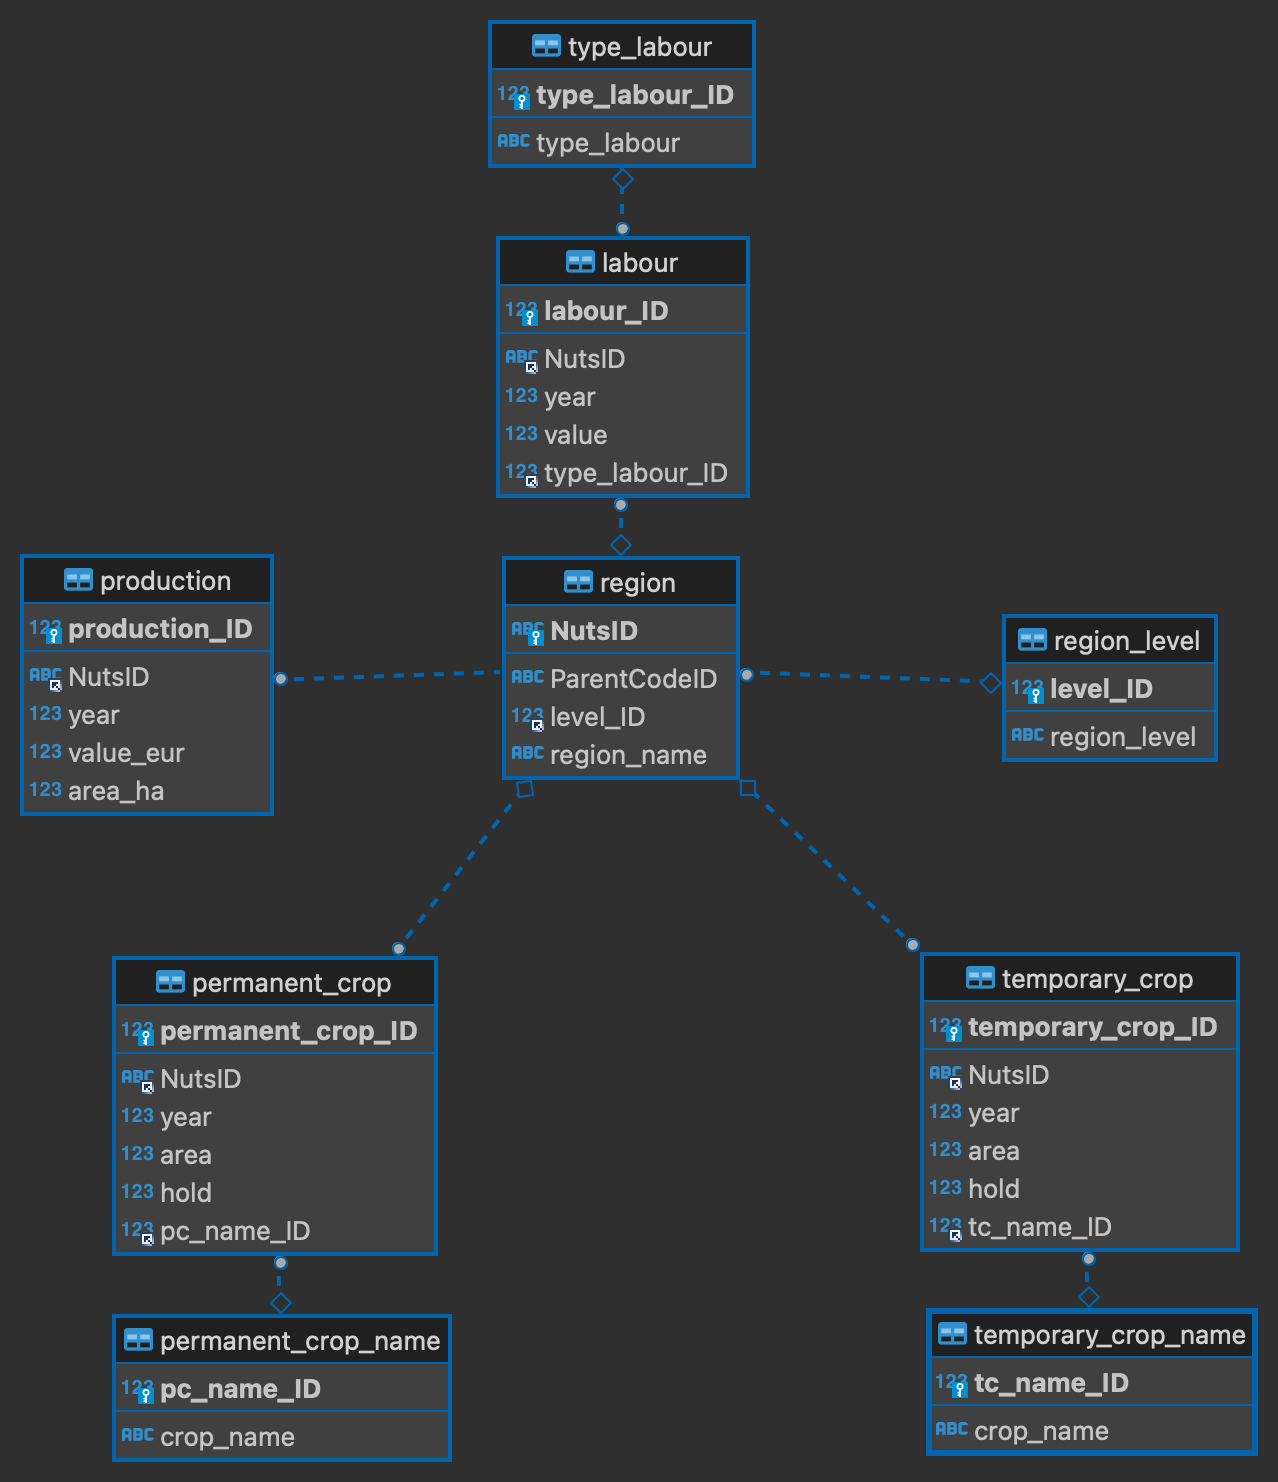 type_labour
123 type_labour_ID
ABC type_labour
labour
123 labour_ID
ABC NutsID
123 year
123 value
123 type_labour_ID
production
123 production_ID
ABC NutsID
123 year
123 value_eur
123 area_ha
region
ABC NutsID
ABC ParentCodeID
123 level_ID
ABC region_name
region_level
123 level_ID
ABC region_level
permanent_crop
123 permanent_crop_ID
ABC NutsID
123 year
123 area
123 hold
123 pc_name_ID
temporary_crop
123 temporary_crop_ID
ABC NutsID
123 year
123 area
123 hold
123 tc_name_ID
permanent_crop_name
123 pc_name_ID
ABC crop_name
temporary_crop_name
123 tc_name_ID
ABC crop_name